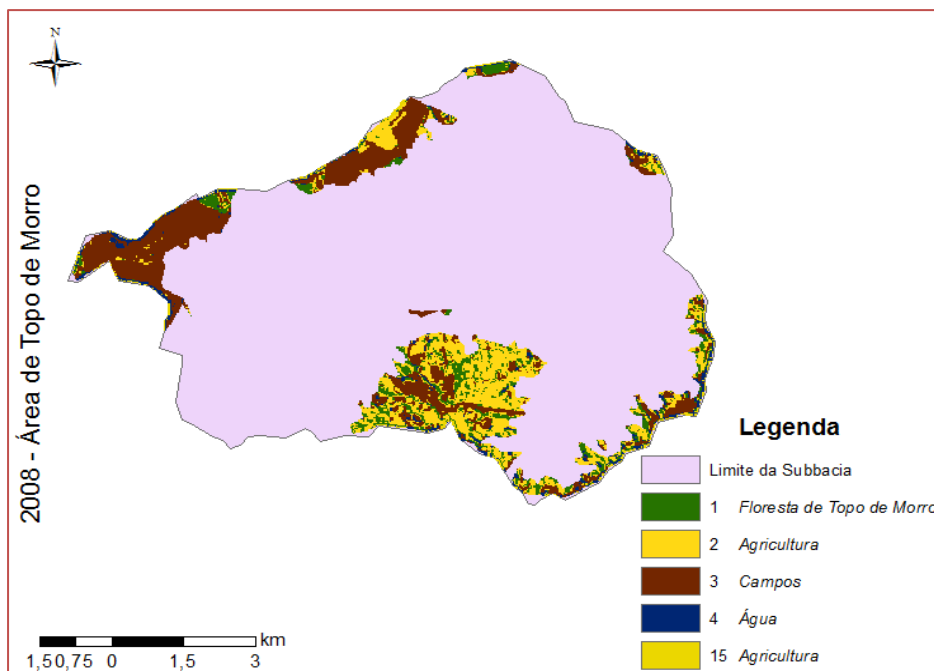 N
2008 - Área de Topo de Morro
Legenda
Limite da Subbacia
1 Floresta de Topo de Morro
2 Agricultura
3 Campos
4 Água
15 Agricultura
km
1,5 0,75 0 1,5 3